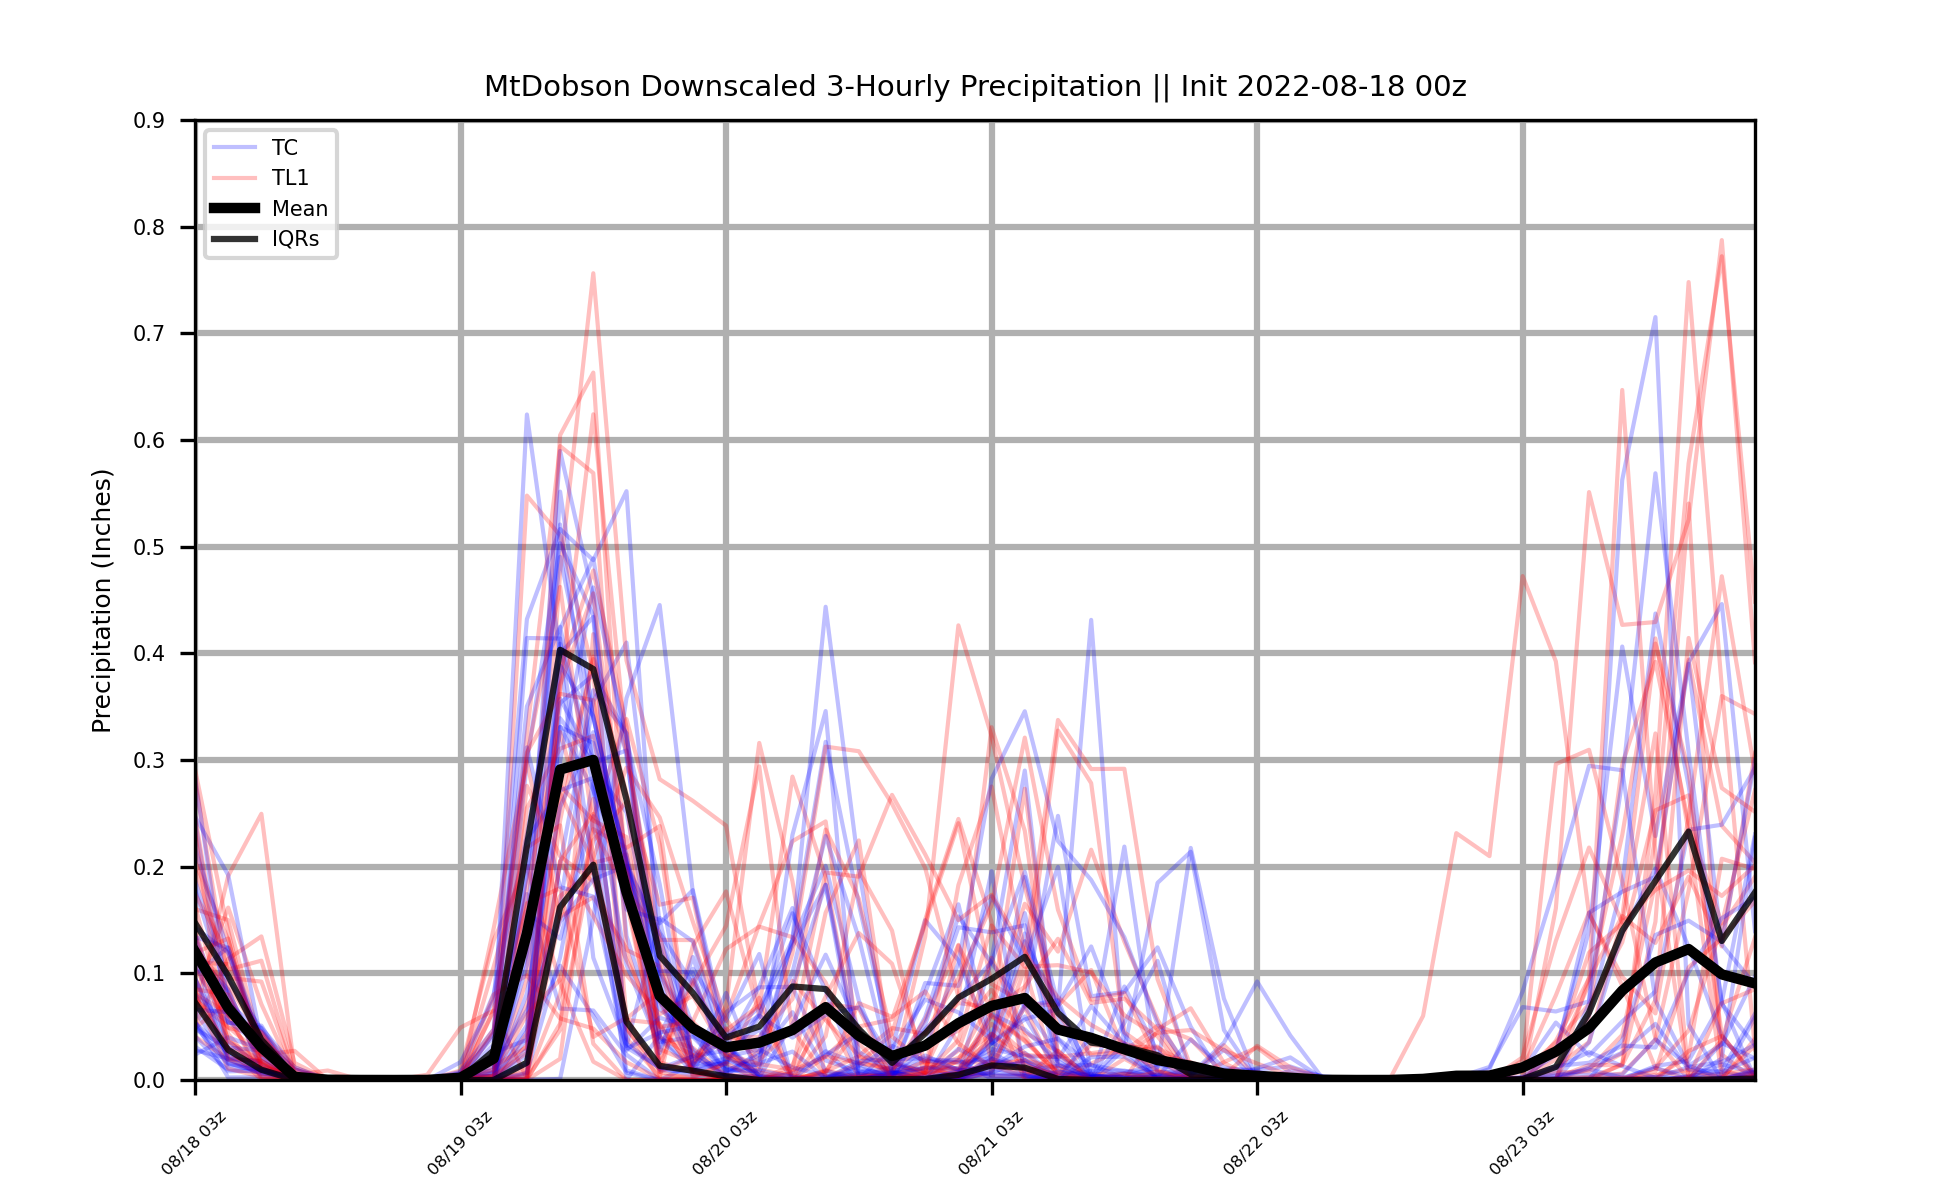 MtDobson Downscaled 3-Hourly Precipitation || Init 2022-08-18 00z
TC
TL1
Mean
IQRs
Precipitation (Inches)
0.9
0.8
0.7
0.6
0.5
0.4
0.3
0.2
0.1
0.0
08/18 03z
08/19 03z
08/20 03z
08/21 03z
08/22 03z
08/23 03z